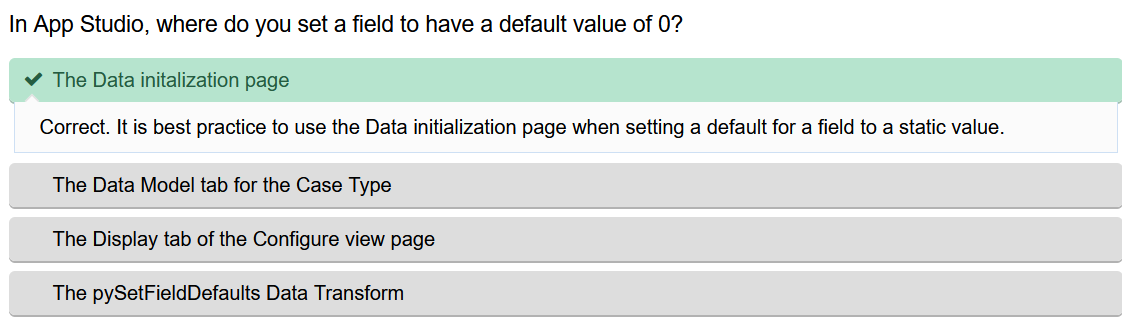 In App Studio, where do you set a field to have a default value of 0?
The Data initalization page
Correct. It is best practice to use the Data initialization page when setting a default for a field to a static value.
The Data Model tab for the Case Type
The Display tab of the Configure view page
The pySetFieldDefaults Data Transform